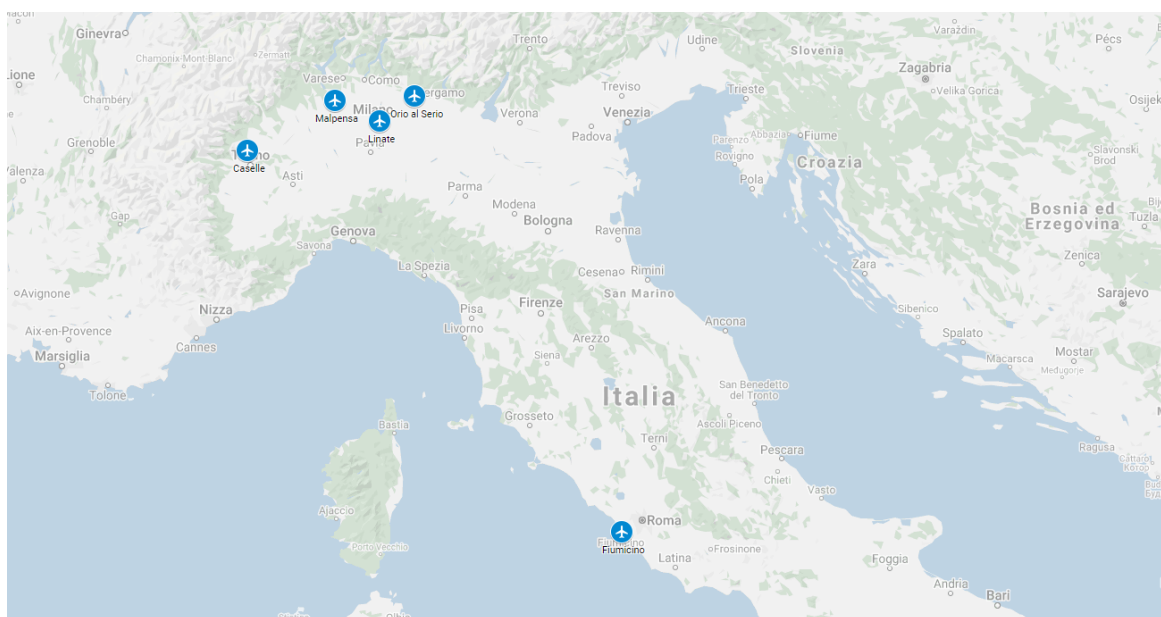 Ginevra
Trento
Udine
Slovenia
Varaždin
Pécs
Chamonix-Mont-Blanc
Zermatt
Lione
Varese
Como
Bergamo
Treviso
Trieste
Zagabria
Velika Gorica
Osijek
Chambéry
Malpensa
Milano
Orio al Serio
Verona
Venezia
Linate
Pavia
Padova
Parenzo
Abbazia
Fiume
Grenoble
Torino
Caselle
Asti
Rovigno
Croazia
Slavonski
Brod
Pola
Parma
Modena
Gap
Bologna
Ravenna
Bosnia ed
Erzegovina
Tuzla
Genova
Savona
La Spezia
Cesena
Rimini
Zara
Zenica
Avignone
San Marino
Sarajevo
Nizza
Pisa
Firenze
Sibenico
Aix-en-Provence
Livorno
Ancona
Cannes
Arezzo
Spalato
Marsiglia
Siena
Macarsca
Mostar
Medugorje
Tolone
Italia
San Benedetto
del Tronto
Grosseto
Bastia
Ascoli Piceno
Terni
Ragusa
Pescara
Chieti
Vasto
Ajaccio
Roma
Porto Vecchio
Fiumicino
Fiumicino
Latina
Frosinone
Foggia
Andria
Bari